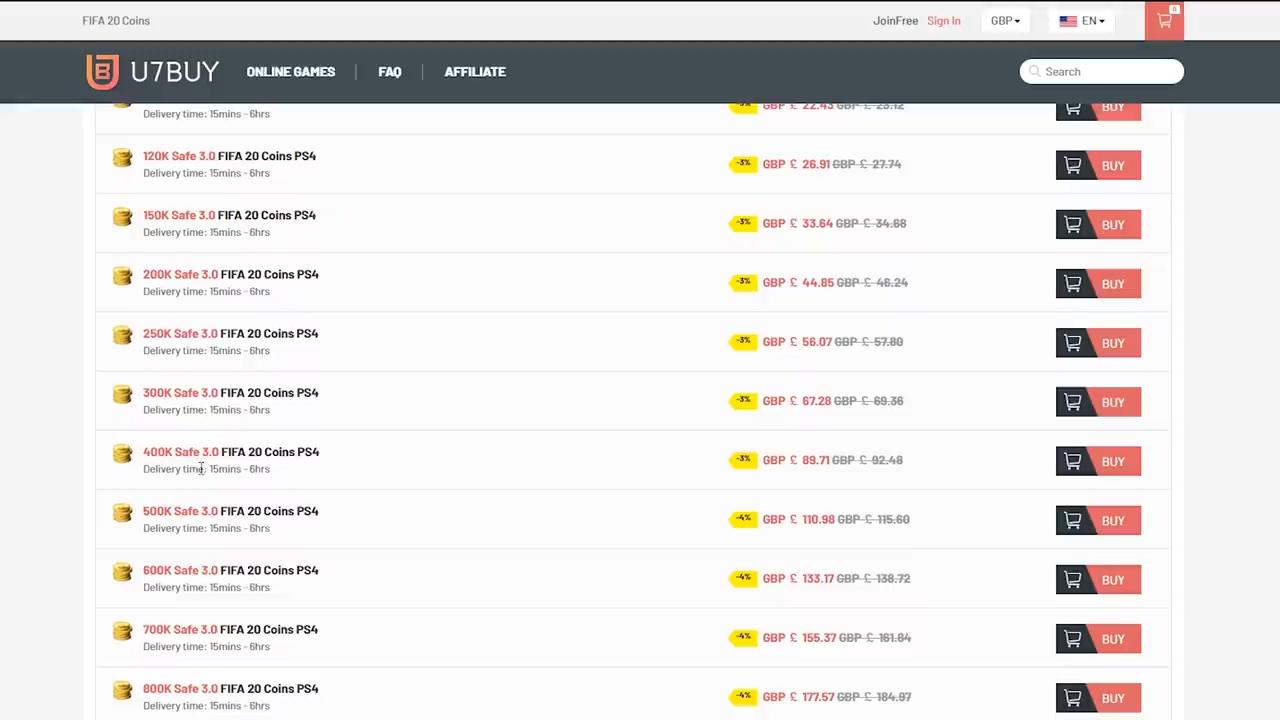 FIFA 20 Coins JoinFree Sign In GBP EN 0
U7BUY ONLINE GAMES FAQ AFFILIATE Search
Delivery time: 15mins - 6hrs -3% GBP £ 22.43 GBP £ 23.12 BUY
120K Safe 3.0 FIFA 20 Coins PS4
Delivery time: 15mins - 6hrs
-3% GBP £ 26.91 GBP £ 27.74 BUY
150K Safe 3.0 FIFA 20 Coins PS4
Delivery time: 15mins - 6hrs
-3% GBP £ 33.64 GBP £ 34.68 BUY
200K Safe 3.0 FIFA 20 Coins PS4
Delivery time: 15mins - 6hrs
-3% GBP £ 44.85 GBP £ 46.24 BUY
250K Safe 3.0 FIFA 20 Coins PS4
Delivery time: 15mins - 6hrs
-3% GBP £ 56.07 GBP £ 57.80 BUY
300K Safe 3.0 FIFA 20 Coins PS4
Delivery time: 15mins - 6hrs
-3% GBP £ 67.28 GBP £ 69.36 BUY
400K Safe 3.0 FIFA 20 Coins PS4
Delivery time: 15mins - 6hrs
-3% GBP £ 89.71 GBP £ 92.48 BUY
500K Safe 3.0 FIFA 20 Coins PS4
Delivery time: 15mins - 6hrs
-4% GBP £ 110.98 GBP £ 115.60 BUY
600K Safe 3.0 FIFA 20 Coins PS4
Delivery time: 15mins - 6hrs
-4% GBP £ 133.17 GBP £ 138.72 BUY
700K Safe 3.0 FIFA 20 Coins PS4
Delivery time: 15mins - 6hrs
-4% GBP £ 155.37 GBP £ 161.84 BUY
800K Safe 3.0 FIFA 20 Coins PS4
Delivery time: 15mins - 6hrs
-4% GBP £ 177.57 GBP £ 184.97 BUY